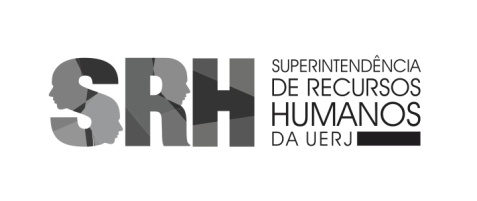 SRH
SUPERINTENDÊNCIA
DE RECURSOS
HUMANOS
DA UERJ